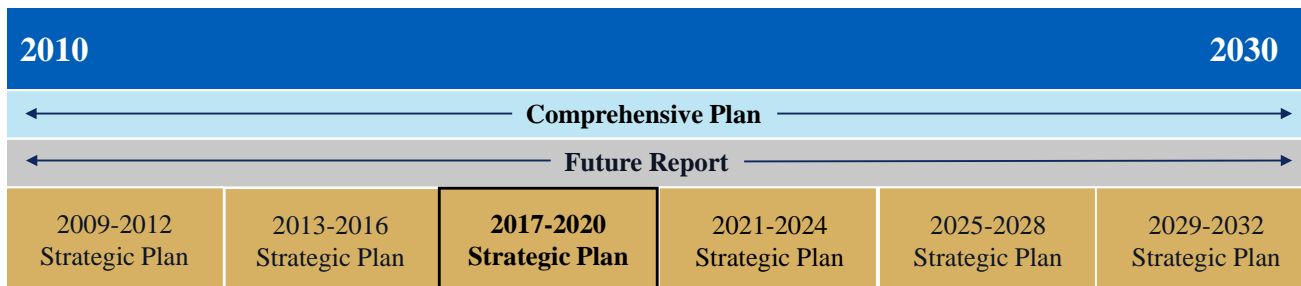 2010 2030
Comprehensive Plan
Future Report
2009-2012
Strategic Plan
2013-2016
Strategic Plan
2017-2020
Strategic Plan
2021-2024
Strategic Plan
2025-2028
Strategic Plan
2029-2032
Strategic Plan